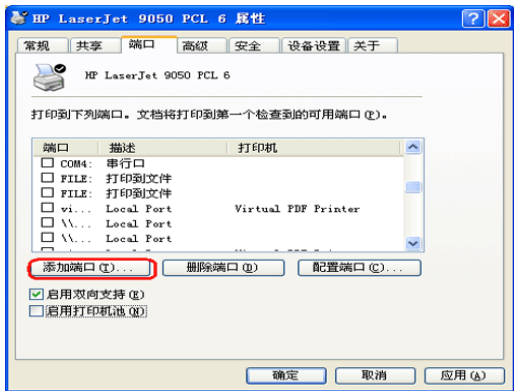 HP LaserJet 9050 PCL 6 属性
常规 共享 端口 高级 安全 设备设置 关于
HP LaserJet 9050 PCL 6
打印到下列端口。文档将打印到第一个检查到的可用端口(P)。
端口 描述 打印机
COM4: 串行口
FILE: 打印到文件
FILE: 打印到文件
vi... Local Port Virtual PDF Printer
\\... Local Port
\\... Local Port
添加端口(T)... 删除端口(D) 配置端口(C)...
启用双向支持(E)
启用打印机池(N)
确定 取消 应用(A)